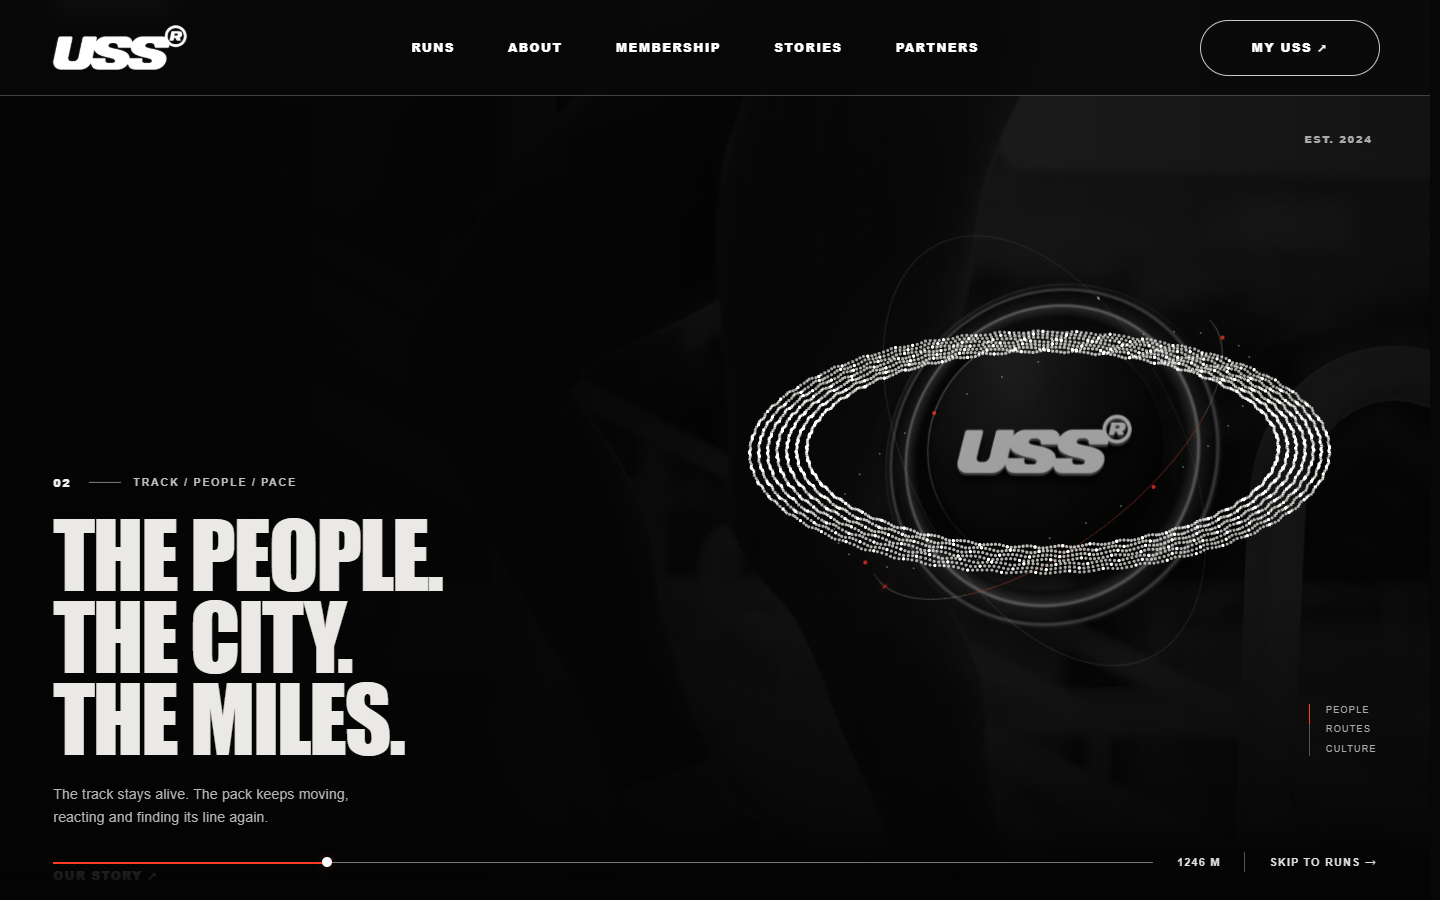 USS®
RUNS
ABOUT
MEMBERSHIP
STORIES
PARTNERS
MY USS ↗
EST. 2024
USS®
02
TRACK / PEOPLE / PACE
THE PEOPLE.
THE CITY.
THE MILES.
PEOPLE
ROUTES
CULTURE
The track stays alive. The pack keeps moving,
reacting and finding its line again.
1246 M
SKIP TO RUNS →
OUR STORY ↗